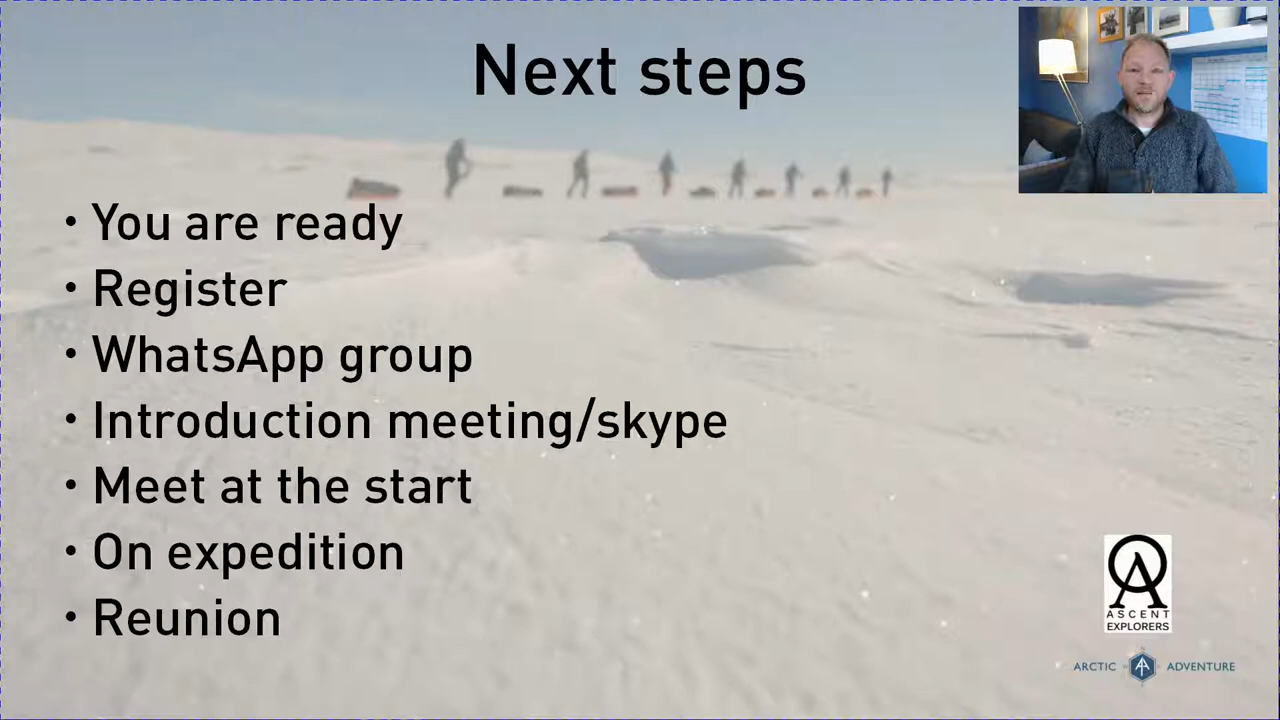 Next steps
• You are ready
• Register
• WhatsApp group
• Introduction meeting/skype
• Meet at the start
• On expedition
• Reunion
ASCENT
EXPLORERS
ARCTIC ADVENTURE